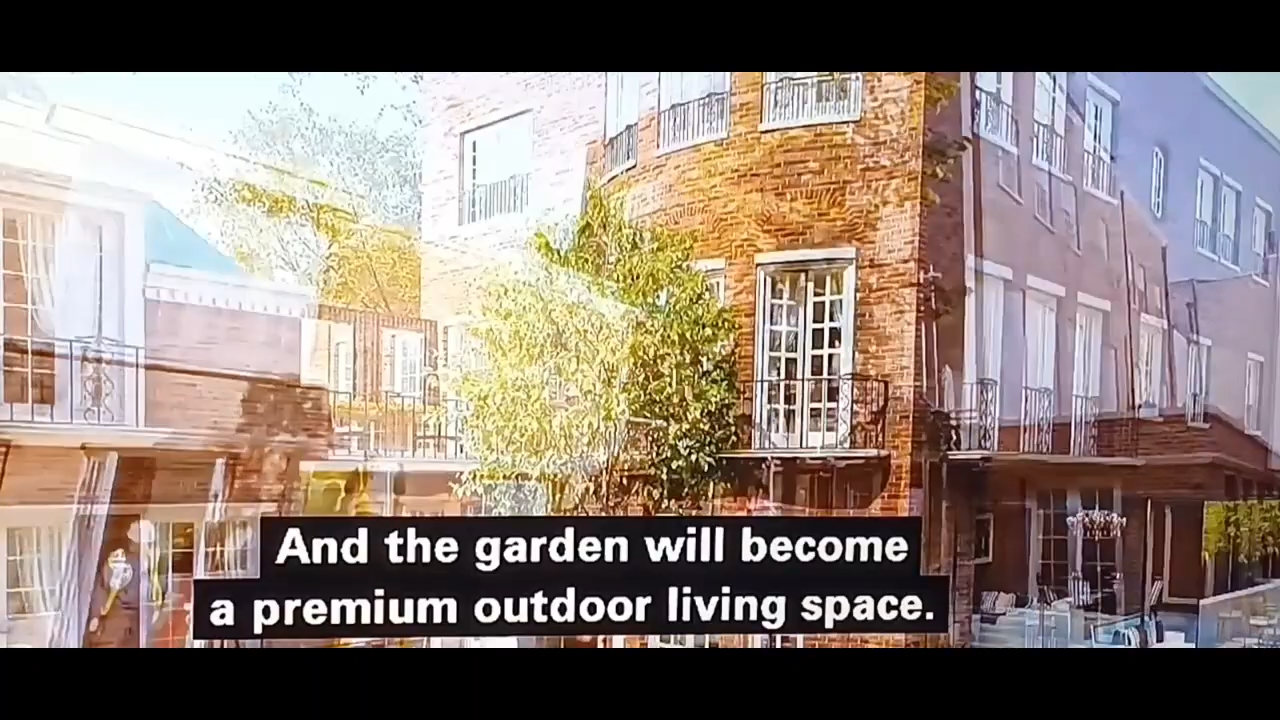 And the garden will become
a premium outdoor living space.